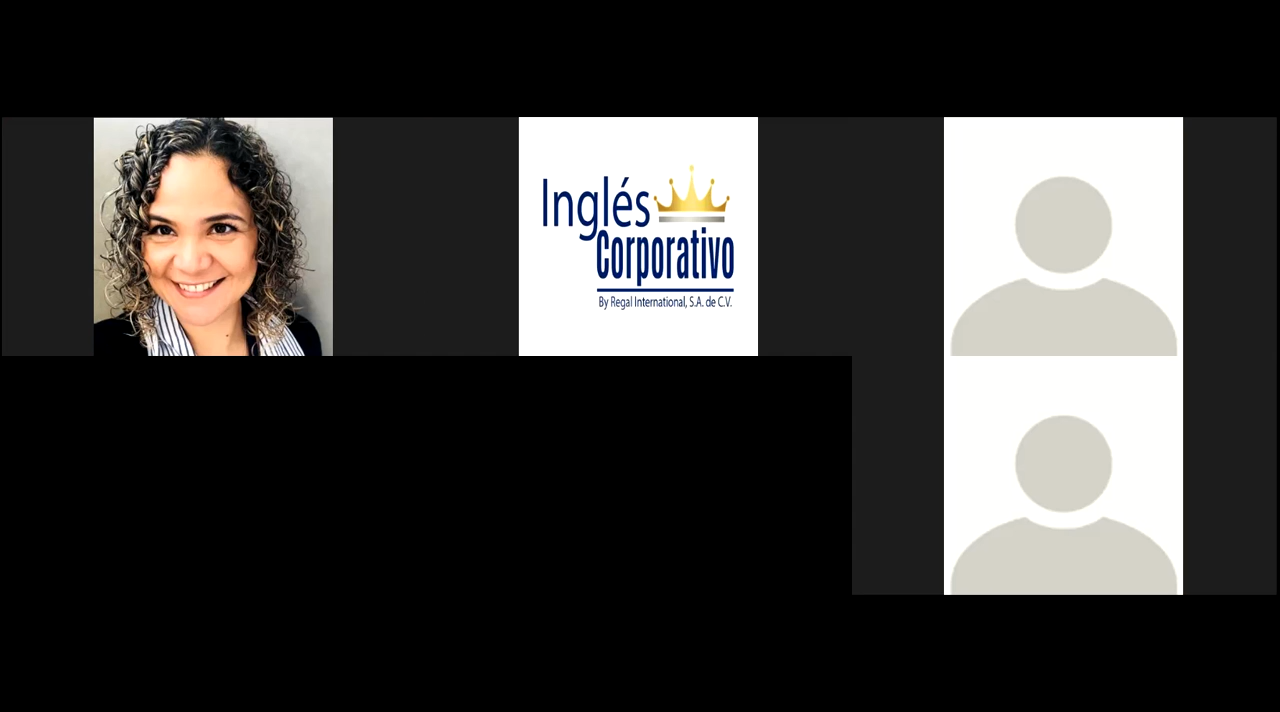 Inglés
Corporativo
By Regal International, S.A. de C.V.